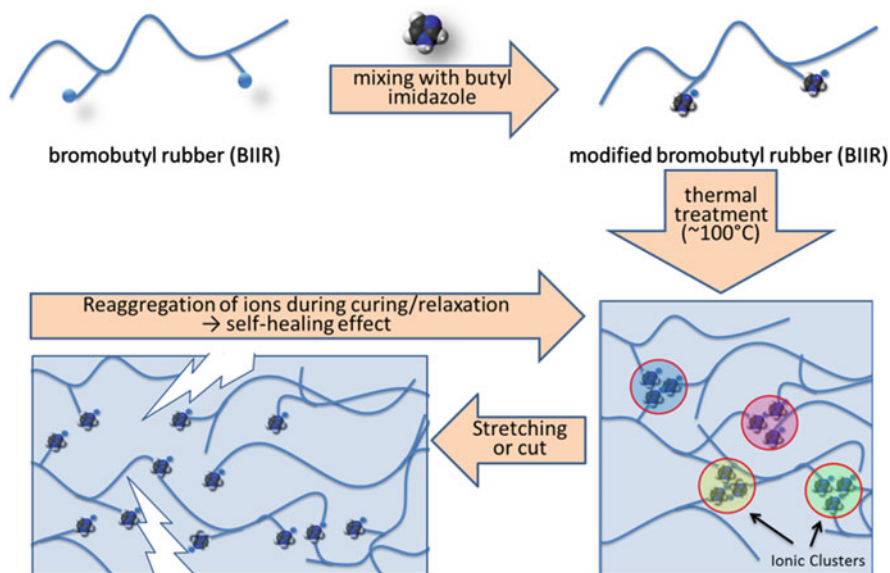 mixing with butyl
imidazole
bromobutyl rubber (BIIR)
modified bromobutyl rubber (BIIR)
thermal
treatment
(~100°C)
Reaggregation of ions during curing/relaxation
→ self-healing effect
Stretching
or cut
Ionic Clusters